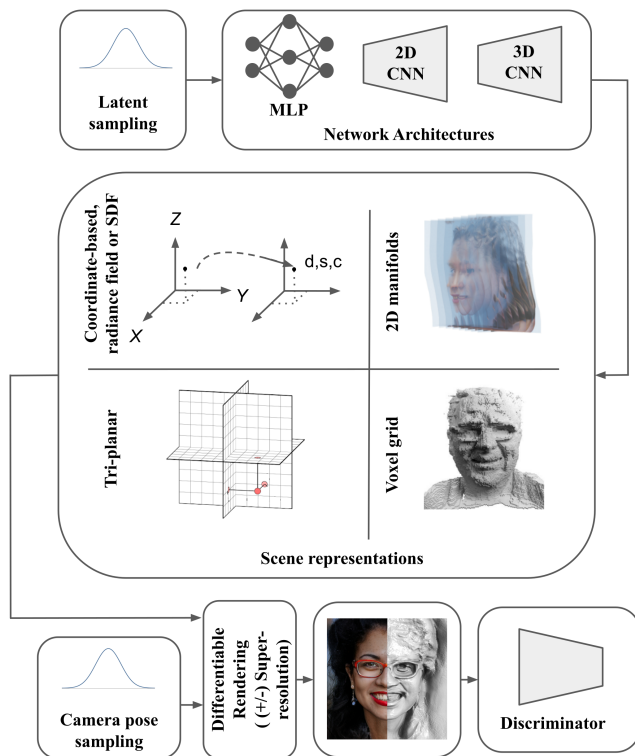 Latent
sampling
MLP
2D
CNN
3D
CNN
Network Architectures
Coordinate-based,
radiance field or SDF
Z
Y
X
d,s,c
2D manifolds
Tri-planar
Voxel grid
Scene representations
Camera pose
sampling
Differentiable
Rendering
( (+/-) Super-
resolution)
Discriminator